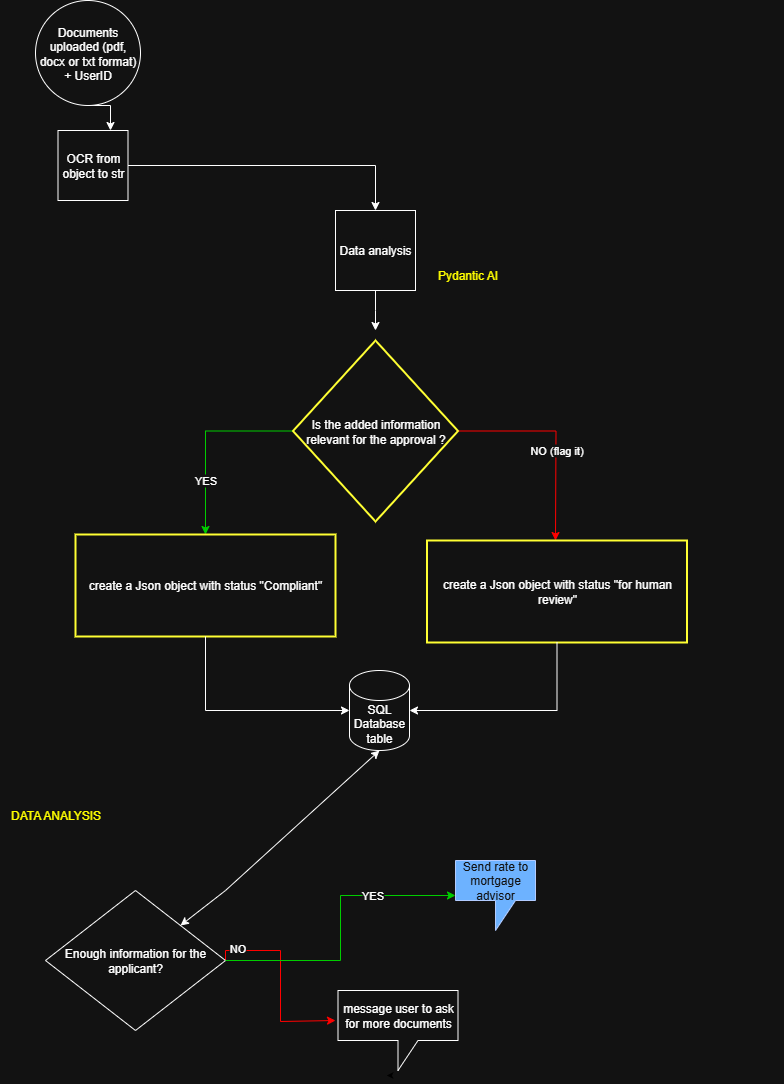 Documents
uploaded (pdf,
docx or txt format)
+ UserID
OCR from
object to str
Data analysis
Pydantic AI
Is the added information
relevant for the approval ?
NO (flag it)
YES
create a Json object with status "Compliant"
create a Json object with status "for human
review"
SQL
Database
table
DATA ANALYSIS
Send rate to
mortgage
advisor
YES
NO
Enough information for the
applicant?
message user to ask
for more documents